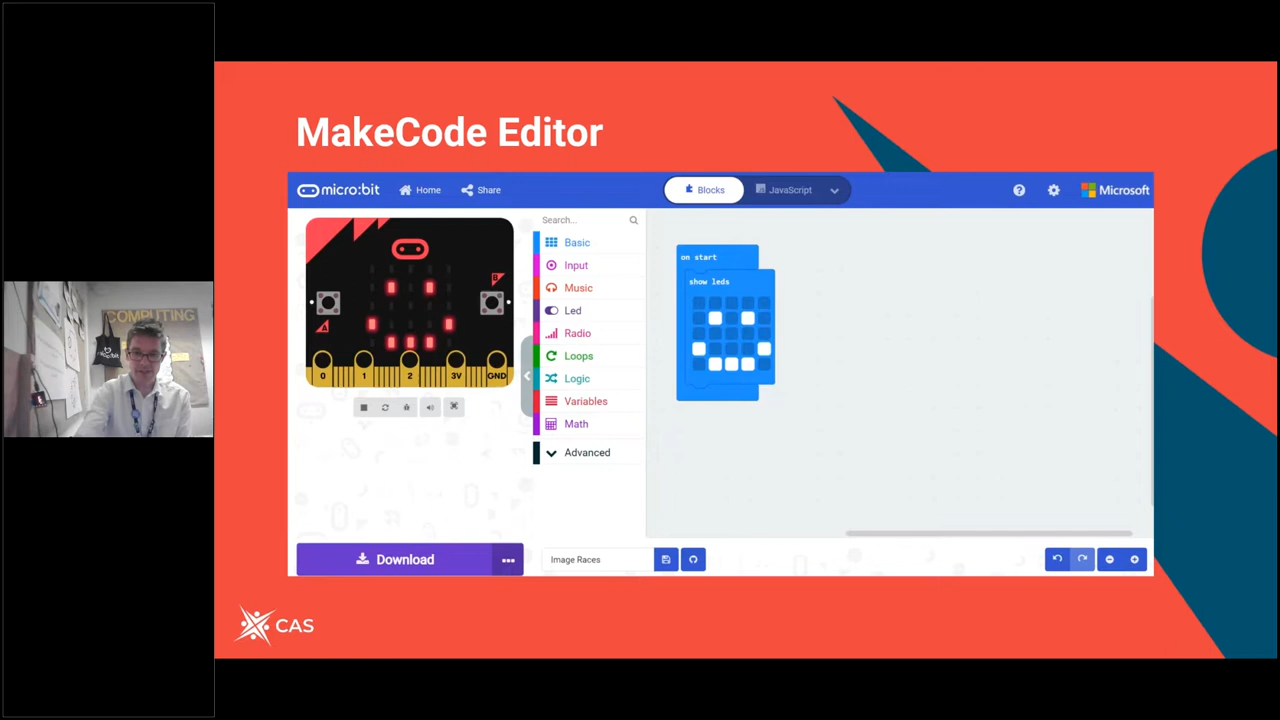 MakeCode Editor
micro:bit
Home
Share
Blocks
JavaScript
Microsoft
Search...
Basic
Input
Music
Led
Radio
Loops
Logic
Variables
Math
Advanced
A
B
0 1 2 3V GND
on start
show leds
COMPUTING
Download
Image Races
CAS